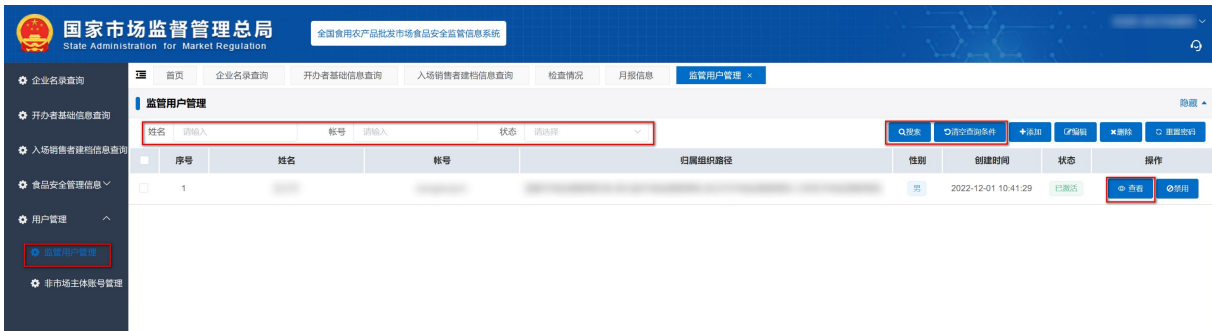 国家市场监督管理总局
State Administration for Market Regulation
全国食用农产品批发市场食品安全监管信息系统
企业名录查询
开办者基础信息查询
入场销售者建档信息查询
食品安全管理信息
用户管理
监管用户管理
非市场主体账号管理
首页 企业名录查询 开办者基础信息查询 入场销售者建档信息查询 检查情况 月报信息 监管用户管理 ×
监管用户管理 隐藏
姓名 请输入 帐号 请输入 状态 请选择 搜索 清空查询条件 +添加 编辑 ×删除 重置密码
序号 姓名 帐号 归属组织路径 性别 创建时间 状态 操作
1 男 2022-12-01 10:41:29 已激活 查看 禁用